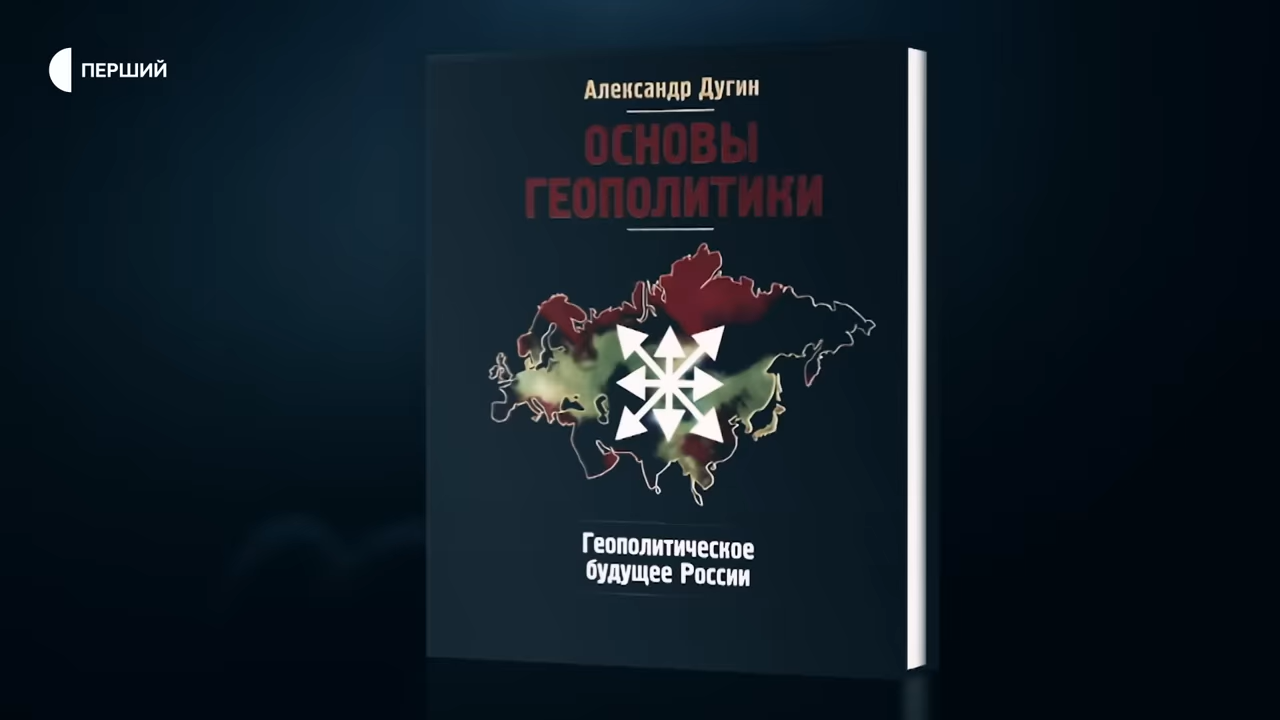 ПЕРШИЙ
Александр Дугин
ОСНОВЫ
ГЕОПОЛИТИКИ
Геополитическое
будущее России